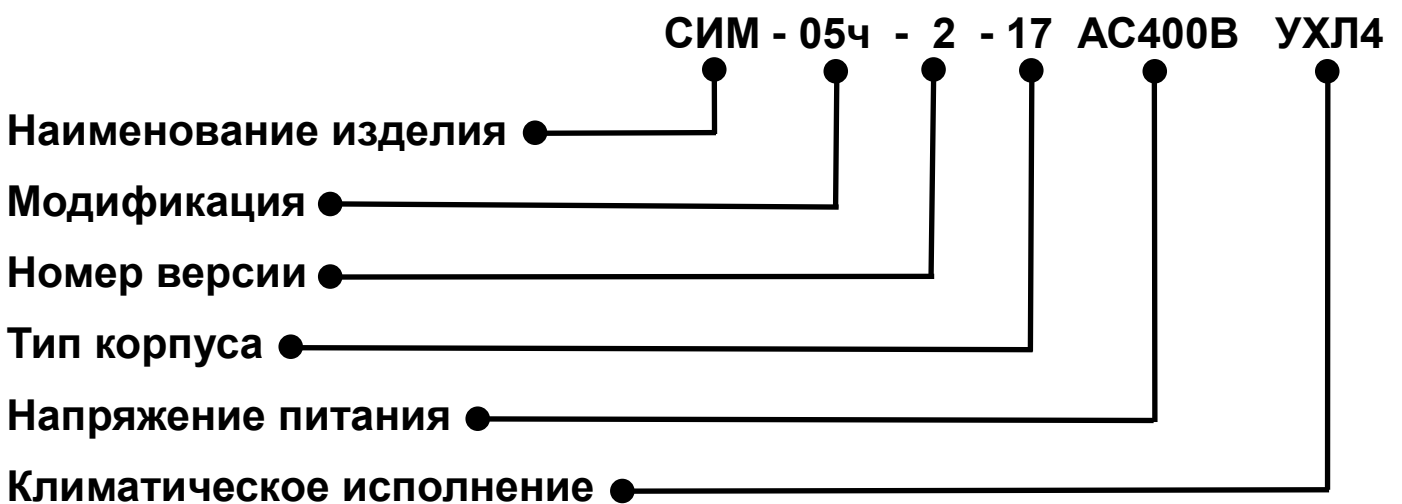 СИМ - 05ч - 2 - 17 АС400В УХЛ4
Наименование изделия
Модификация
Номер версии
Тип корпуса
Напряжение питания
Климатическое исполнение